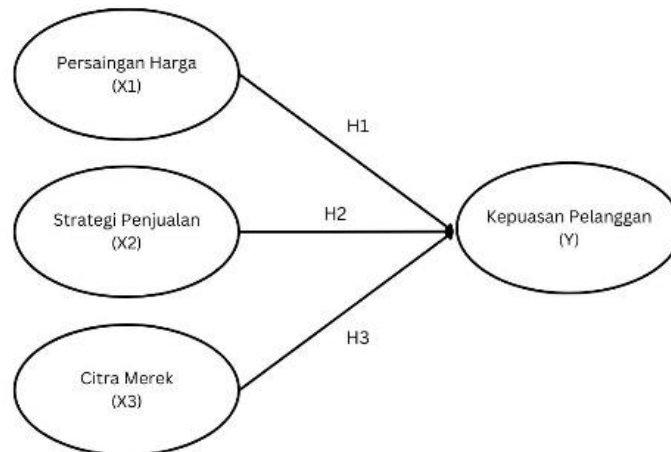 Persaingan Harga
(X1)
H1
Strategi Penjualan
(X2)
H2
Kepuasan Pelanggan
(Y)
H3
Citra Merek
(X3)